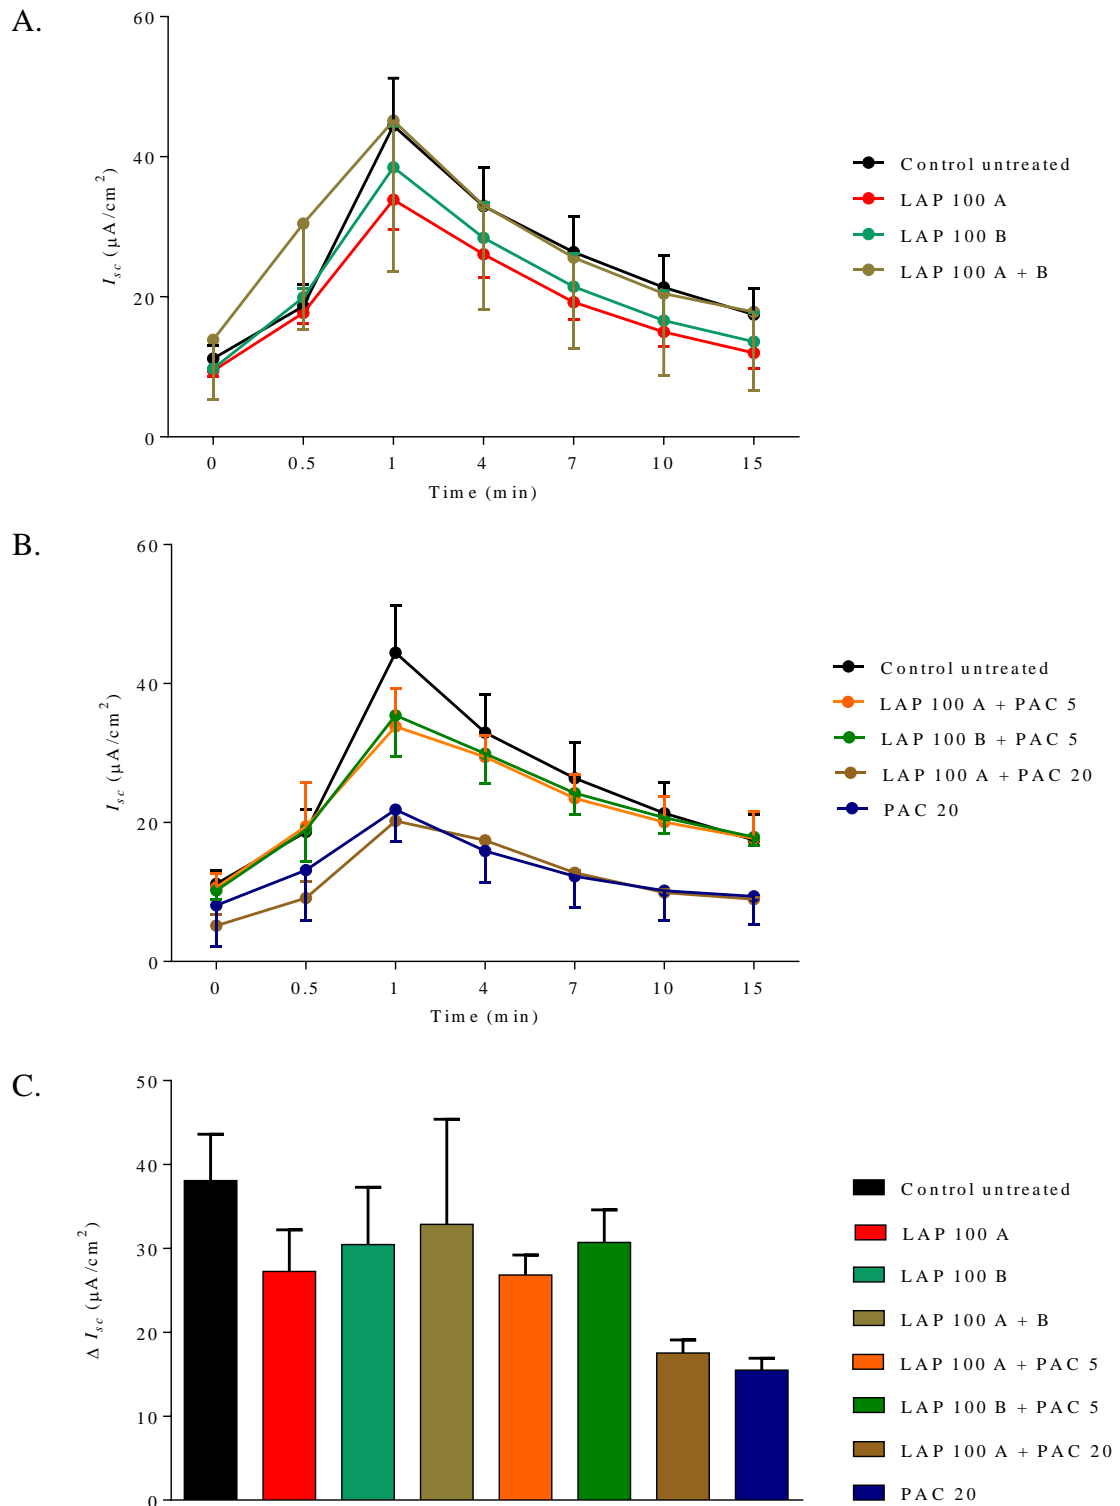 A.
60
40
20
0
I_sc (μA/cm²)
0 0.5 1 4 7 10 15
Time (min)
Control untreated
LAP 100 A
LAP 100 B
LAP 100 A + B
B.
60
40
20
0
I_sc (μA/cm²)
0 0.5 1 4 7 10 15
Time (min)
Control untreated
LAP 100 A + PAC 5
LAP 100 B + PAC 5
LAP 100 A + PAC 20
PAC 20
C.
50
40
30
20
10
0
Δ I_sc (μA/cm²)
Control untreated
LAP 100 A
LAP 100 B
LAP 100 A + B
LAP 100 A + PAC 5
LAP 100 B + PAC 5
LAP 100 A + PAC 20
PAC 20